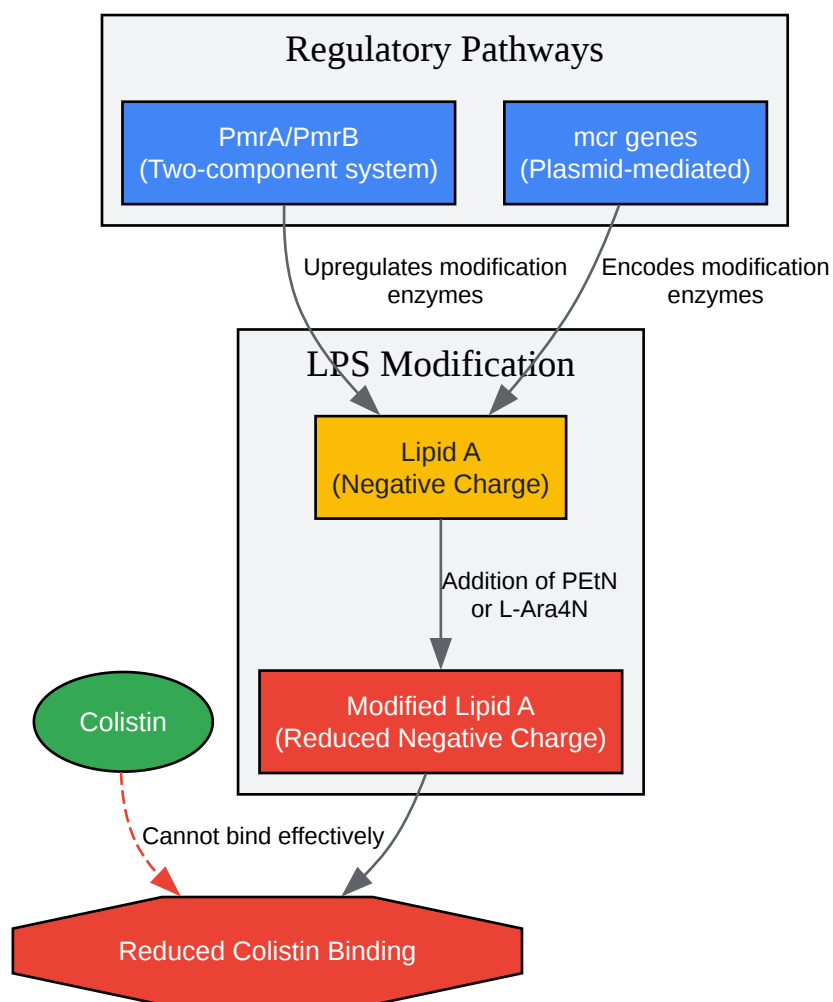 Regulatory Pathways
PmrA/PmrB
(Two-component system)
mcr genes
(Plasmid-mediated)
Upregulates modification
enzymes
Encodes modification
enzymes
LPS Modification
Lipid A
(Negative Charge)
Addition of PEtN
or L-Ara4N
Modified Lipid A
(Reduced Negative Charge)
Colistin
Cannot bind effectively
Reduced Colistin Binding